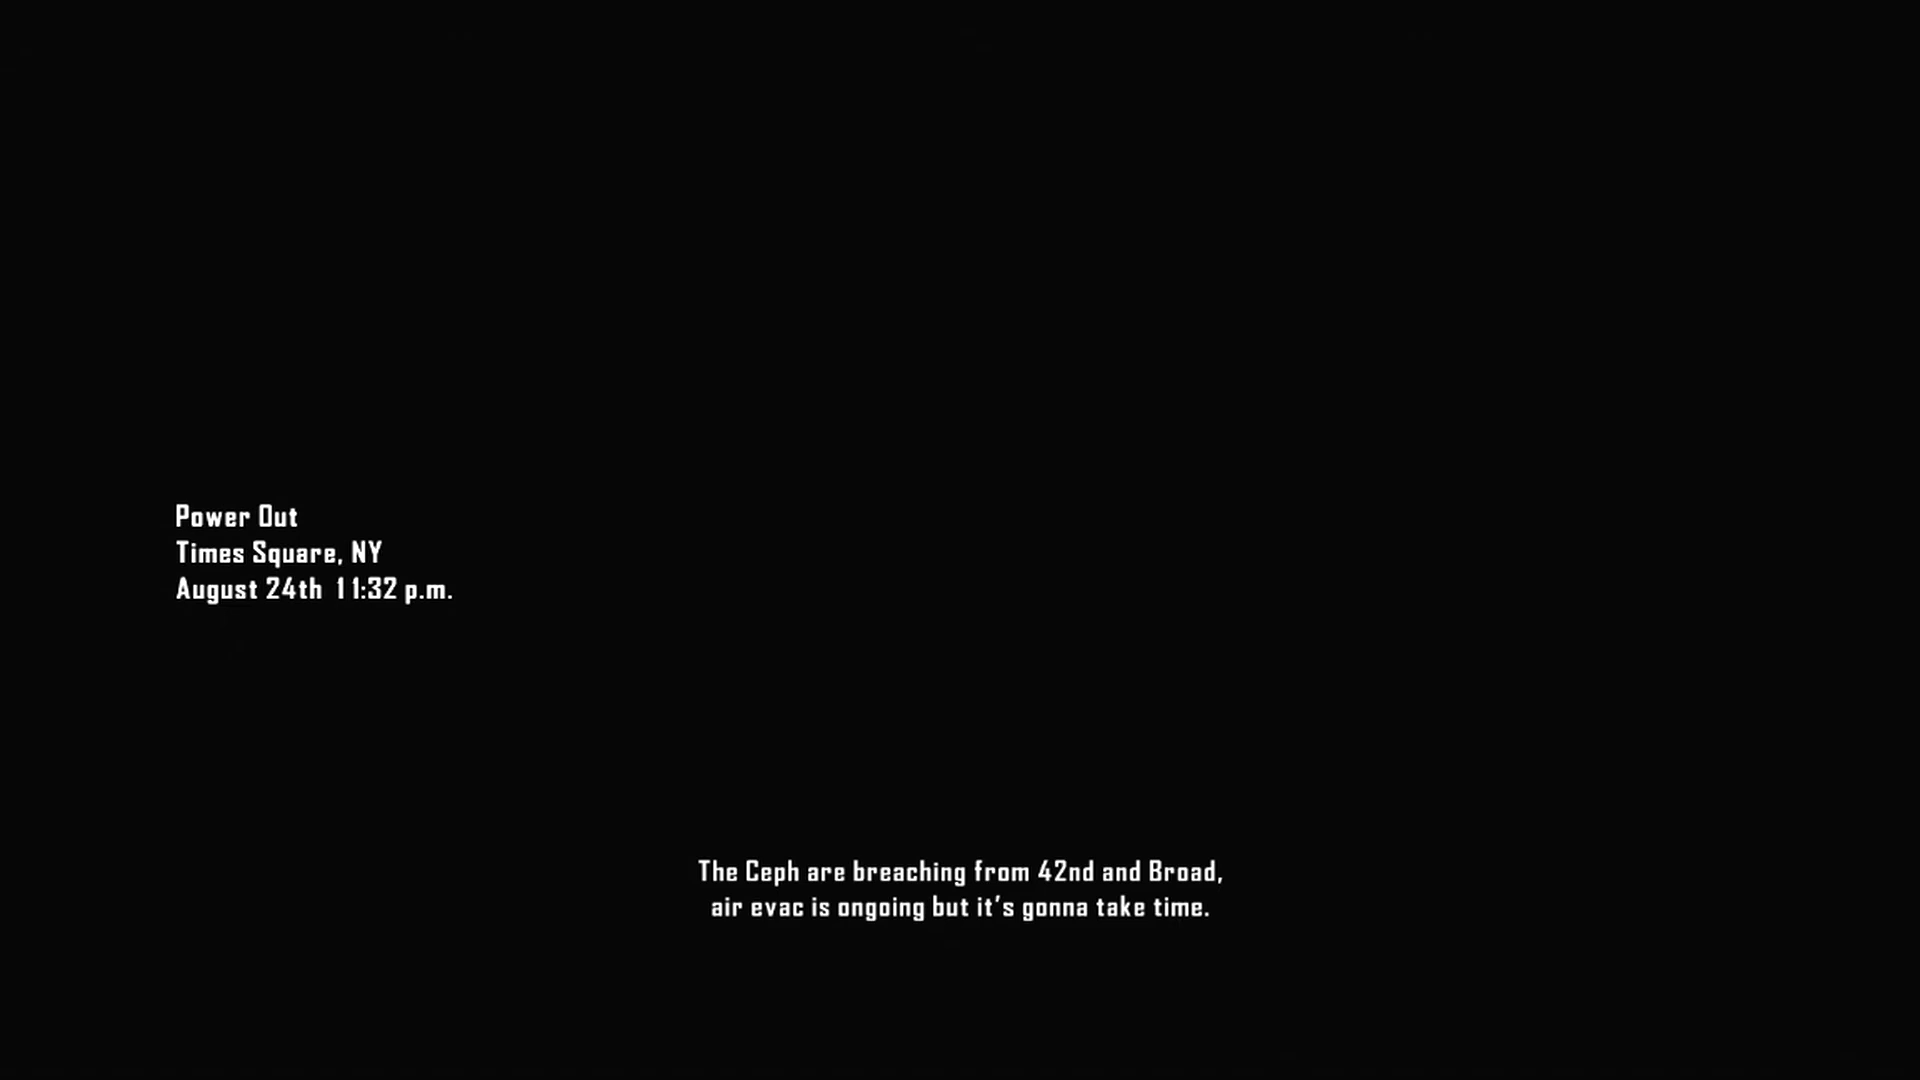 Power Out
Times Square, NY
August 24th 11:32 p.m.
The Ceph are breaching from 42nd and Broad,
air evac is ongoing but it's gonna take time.